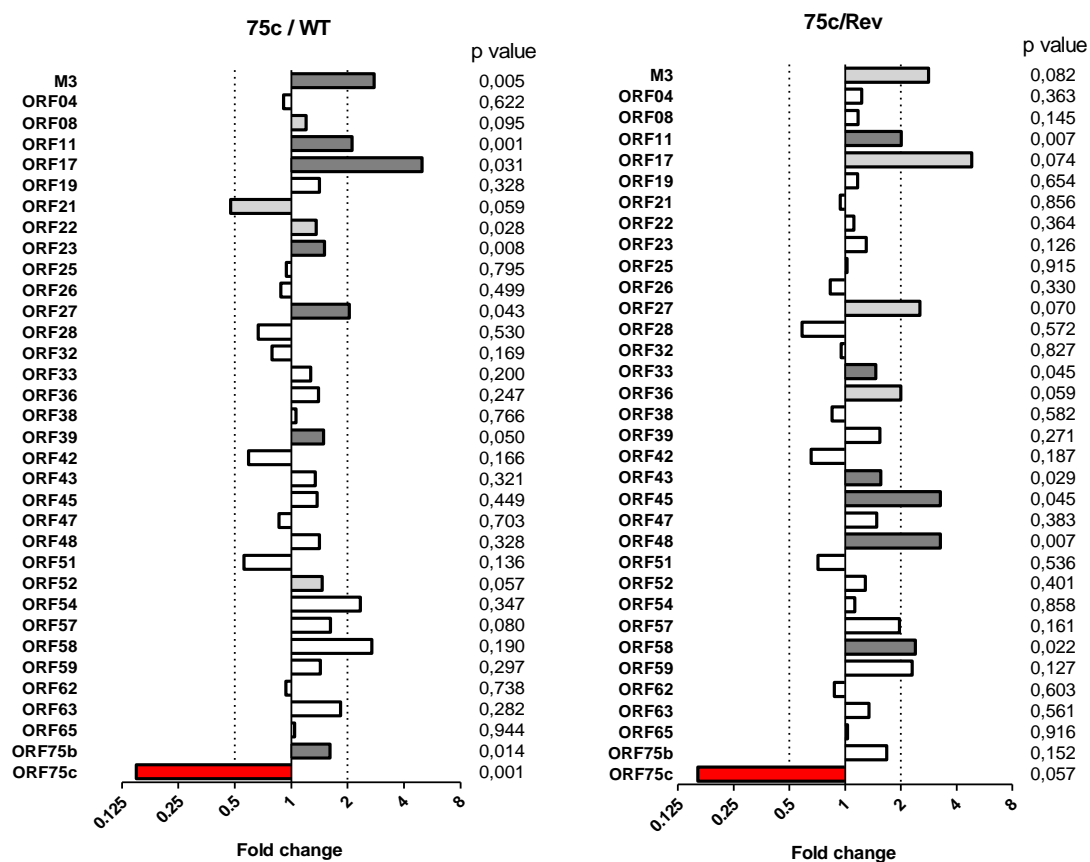 75c / WT
p value
M3 0,005
ORF04 0,622
ORF08 0,095
ORF11 0,001
ORF17 0,031
ORF19 0,328
ORF21 0,059
ORF22 0,028
ORF23 0,008
ORF25 0,795
ORF26 0,499
ORF27 0,043
ORF28 0,530
ORF32 0,169
ORF33 0,200
ORF36 0,247
ORF38 0,766
ORF39 0,050
ORF42 0,166
ORF43 0,321
ORF45 0,449
ORF47 0,703
ORF48 0,328
ORF51 0,136
ORF52 0,057
ORF54 0,347
ORF57 0,080
ORF58 0,190
ORF59 0,297
ORF62 0,738
ORF63 0,282
ORF65 0,944
ORF75b 0,014
ORF75c 0,001
0.125 0.25 0.5 1 2 4 8
Fold change
75c/Rev
p value
M3 0,082
ORF04 0,363
ORF08 0,145
ORF11 0,007
ORF17 0,074
ORF19 0,654
ORF21 0,856
ORF22 0,364
ORF23 0,126
ORF25 0,915
ORF26 0,330
ORF27 0,070
ORF28 0,572
ORF32 0,827
ORF33 0,045
ORF36 0,059
ORF38 0,582
ORF39 0,271
ORF42 0,187
ORF43 0,029
ORF45 0,045
ORF47 0,383
ORF48 0,007
ORF51 0,536
ORF52 0,401
ORF54 0,858
ORF57 0,161
ORF58 0,022
ORF59 0,127
ORF62 0,603
ORF63 0,561
ORF65 0,916
ORF75b 0,152
ORF75c 0,057
0.125 0.25 0.5 1 2 4 8
Fold change